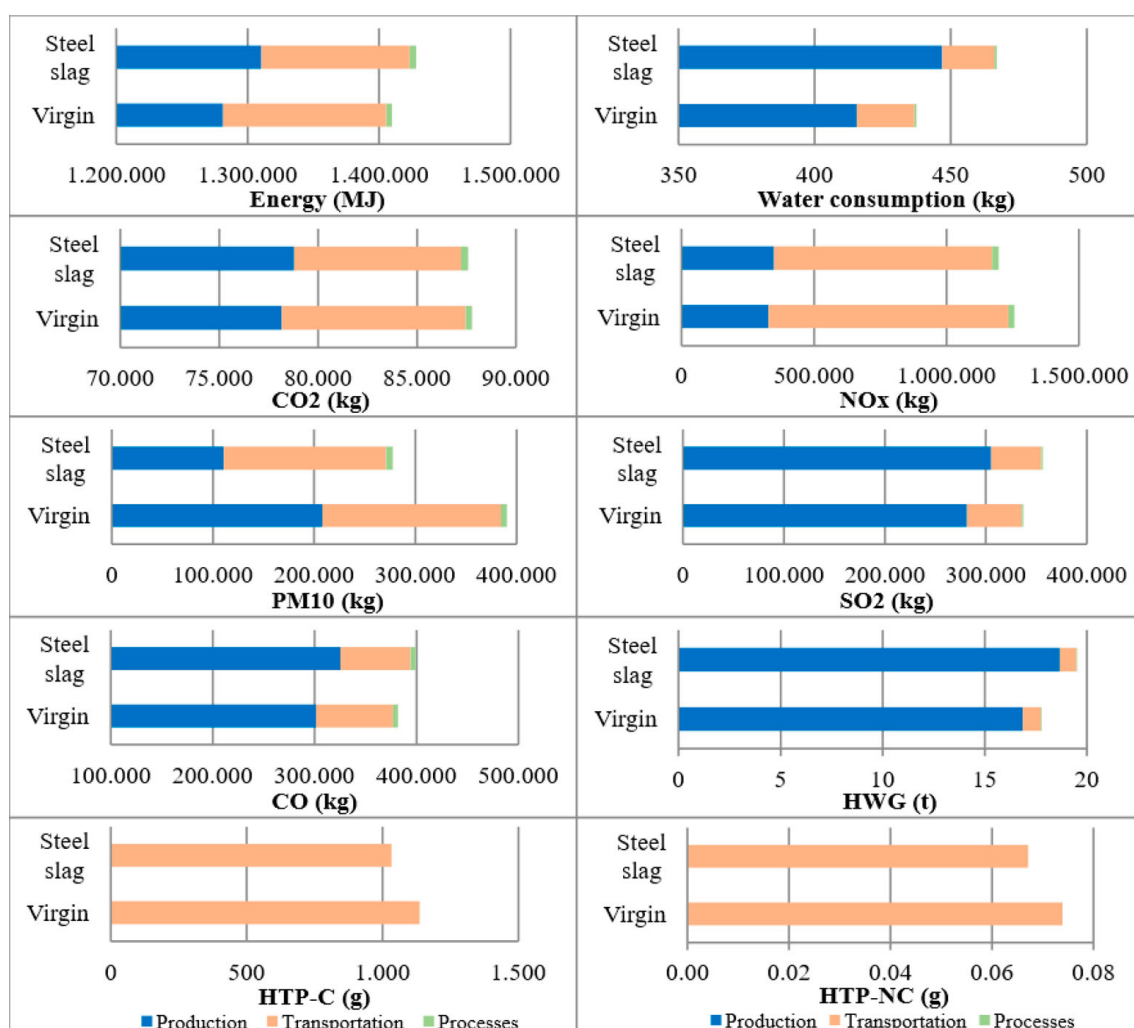 Steel
slag
Virgin
1.200.000 1.300.000 1.400.000 1.500.000
Energy (MJ)
Steel
slag
Virgin
350 400 450 500
Water consumption (kg)
Steel
slag
Virgin
70.000 75.000 80.000 85.000 90.000
CO2 (kg)
Steel
slag
Virgin
0 500.000 1.000.000 1.500.000
NOx (kg)
Steel
slag
Virgin
0 100.000 200.000 300.000 400.000
PM10 (kg)
Steel
slag
Virgin
0 100.000 200.000 300.000 400.000
SO2 (kg)
Steel
slag
Virgin
100.000 200.000 300.000 400.000 500.000
CO (kg)
Steel
slag
Virgin
0 5 10 15 20
HWG (t)
Steel
slag
Virgin
0 500 1.000 1.500
HTP-C (g)
Production Transportation Processes
Steel
slag
Virgin
0.00 0.02 0.04 0.06 0.08
HTP-NC (g)
Production Transportation Processes